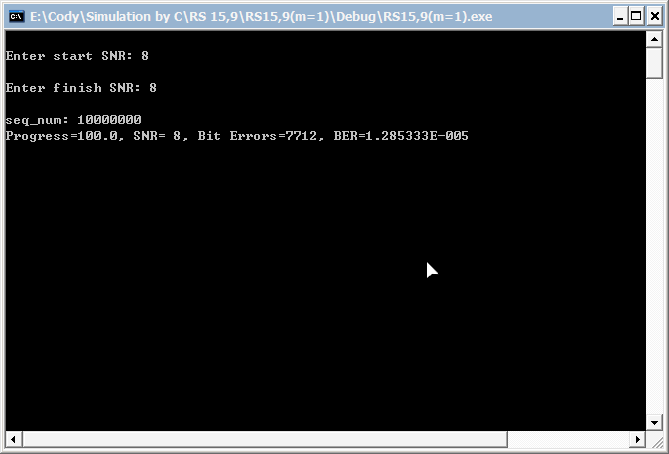 E:\Cody\Simulation by C\RS 15,9\RS15,9(m=1)\Debug\RS15,9(m=1).exe
Enter start SNR: 8
Enter finish SNR: 8
seq_num: 10000000
Progress=100.0, SNR= 8, Bit Errors=7712, BER=1.285333E-005